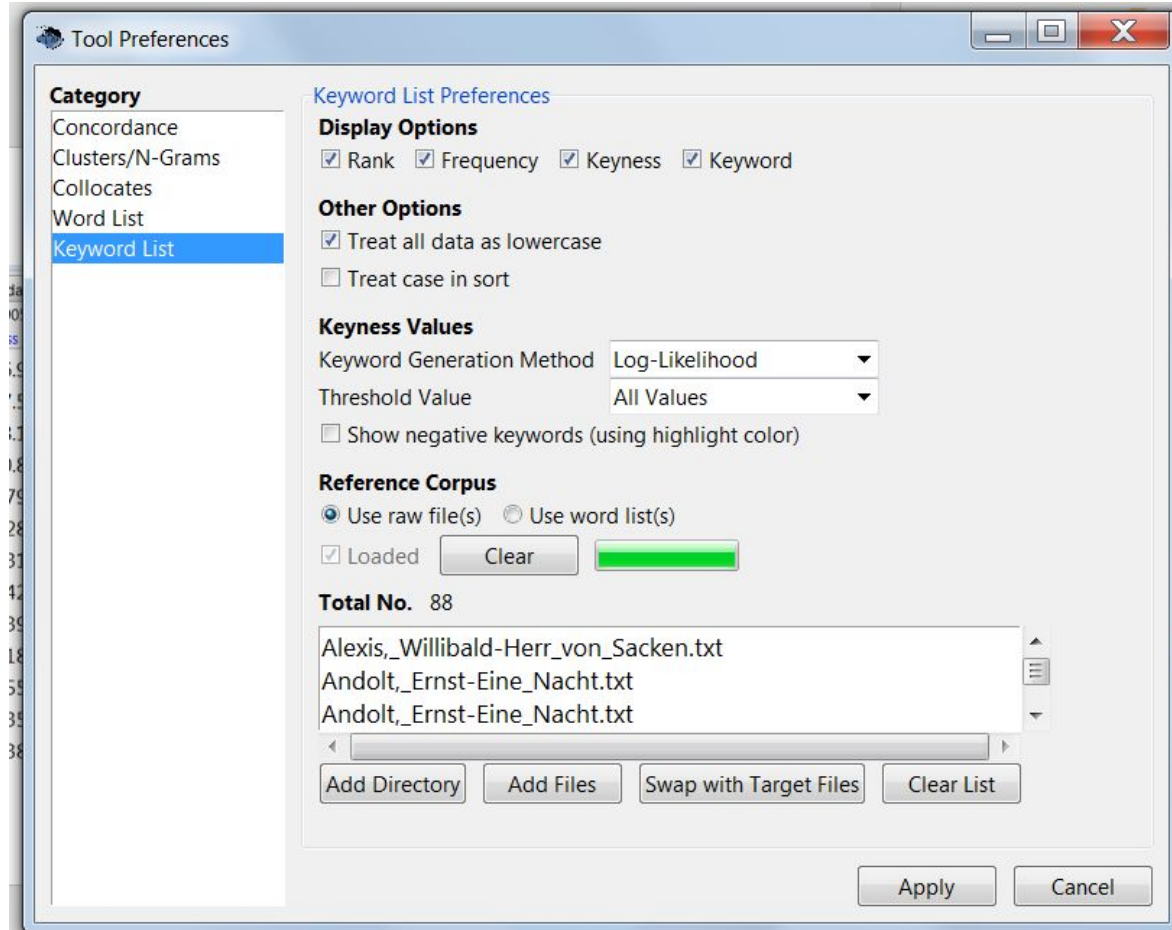 Tool Preferences
Category
Concordance
Clusters/N-Grams
Collocates
Word List
Keyword List
Keyword List Preferences
Display Options
Rank Frequency Keyness Keyword
Other Options
Treat all data as lowercase
Treat case in sort
Keyness Values
Keyword Generation Method Log-Likelihood
Threshold Value All Values
Show negative keywords (using highlight color)
Reference Corpus
Use raw file(s) Use word list(s)
Loaded Clear
Total No. 88
Alexis,_Willibald-Herr_von_Sacken.txt
Andolt,_Ernst-Eine_Nacht.txt
Andolt,_Ernst-Eine_Nacht.txt
Add Directory Add Files Swap with Target Files Clear List
Apply Cancel